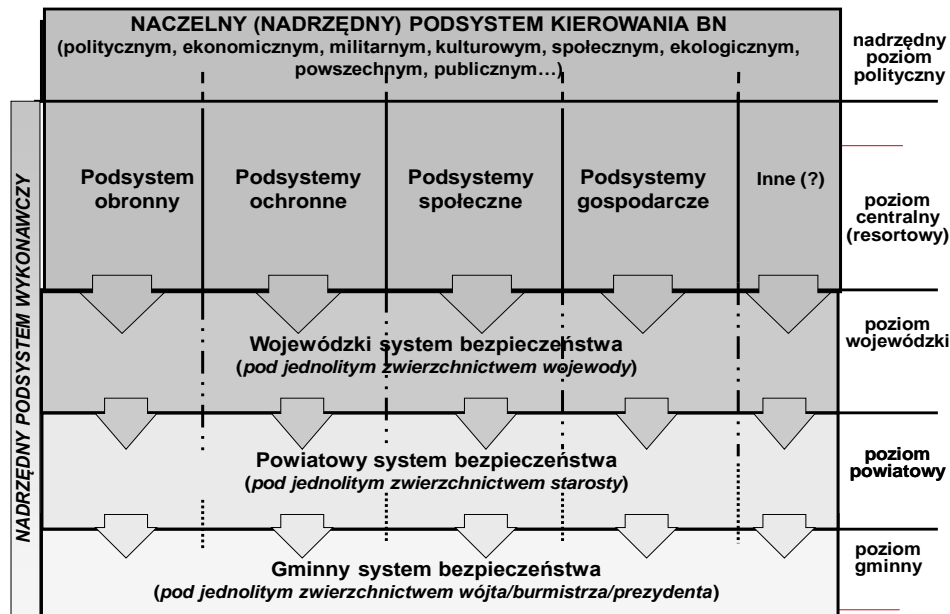 NACZELNY (NADRZĘDNY) PODSYSTEM KIEROWANIA BN
(politycznym, ekonomicznym, militarnym, kulturowym, społecznym, ekologicznym,
powszechnym, publicznym…)
nadrzędny
poziom
polityczny
NADRZĘDNY PODSYSTEM WYKONAWCZY
Podsystem
obronny
Podsystemy
ochronne
Podsystemy
społeczne
Podsystemy
gospodarcze
Inne (?)
poziom
centralny
(resortowy)
Wojewódzki system bezpieczeństwa
(pod jednolitym zwierzchnictwem wojewody)
poziom
wojewódzki
Powiatowy system bezpieczeństwa
(pod jednolitym zwierzchnictwem starosty)
poziom
powiatowy
Gminny system bezpieczeństwa
(pod jednolitym zwierzchnictwem wójta/burmistrza/prezydenta)
poziom
gminny